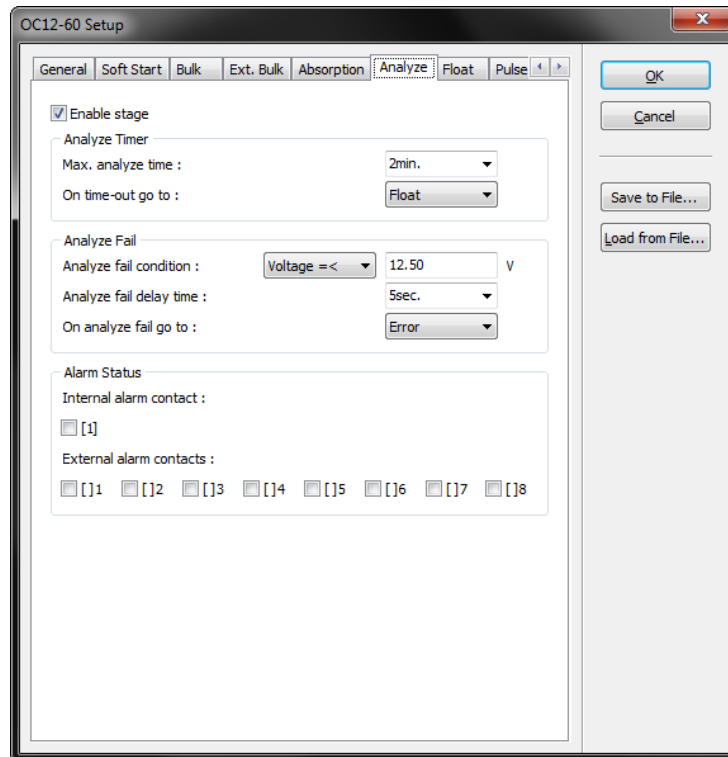 OC12-60 Setup
General Soft Start Bulk Ext. Bulk Absorption Analyze Float Pulse
OK
Cancel
Save to File...
Load from File...
Enable stage
Analyze Timer
Max. analyze time : 2min.
On time-out go to : Float
Analyze Fail
Analyze fail condition : Voltage =< 12.50 V
Analyze fail delay time : 5sec.
On analyze fail go to : Error
Alarm Status
Internal alarm contact :
[1]
External alarm contacts :
[ ]1 [ ]2 [ ]3 [ ]4 [ ]5 [ ]6 [ ]7 [ ]8